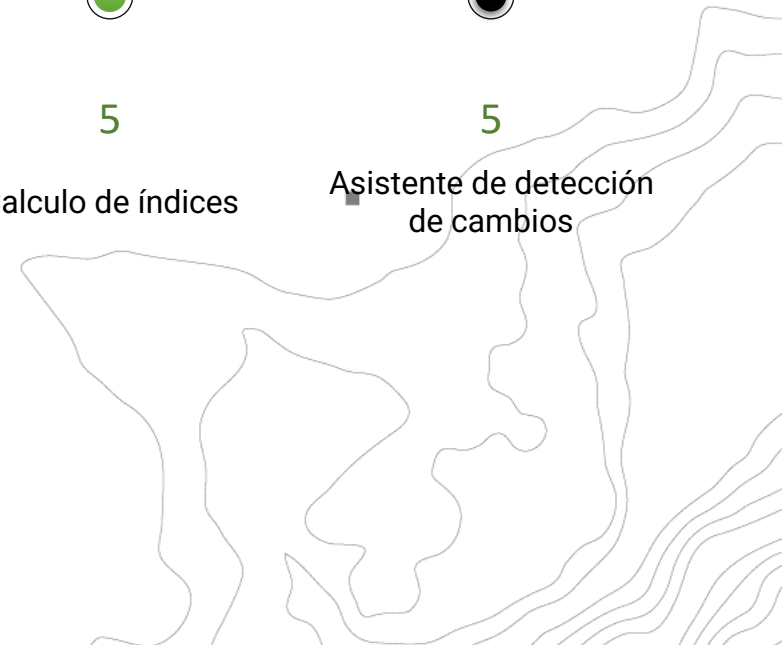 5
5
alculo de índices
Asistente de detección
de cambios